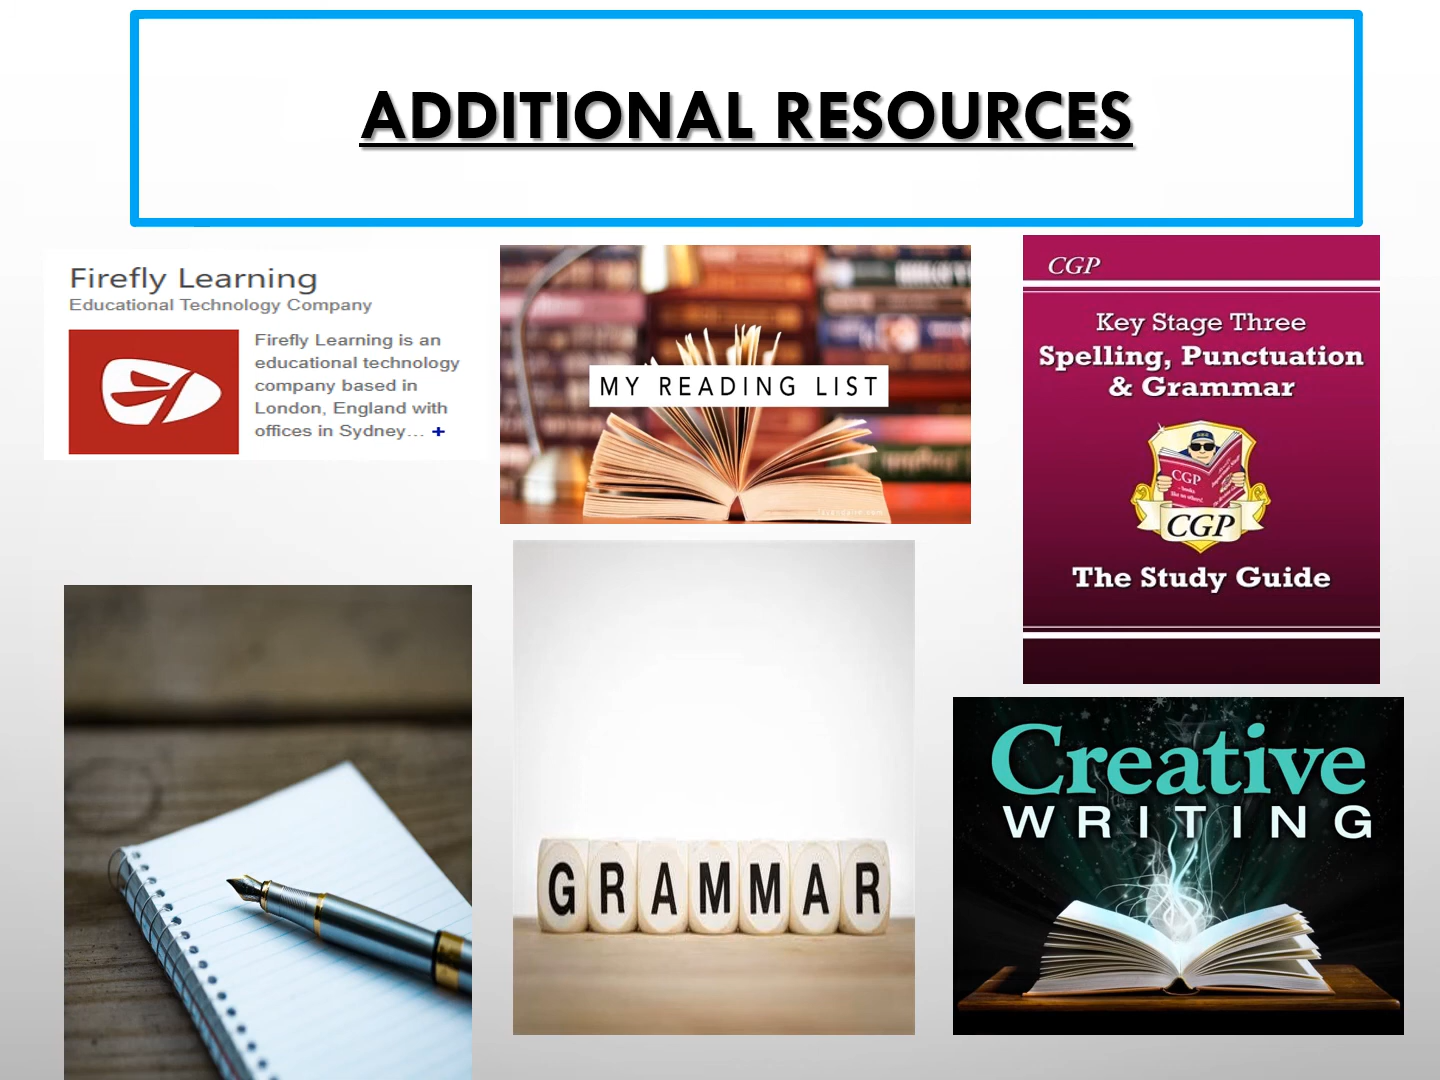 ADDITIONAL RESOURCES
Firefly Learning
Educational Technology Company
Firefly Learning is an
educational technology
company based in
London, England with
offices in Sydney... +
MY READING LIST
CGP
Key Stage Three
Spelling, Punctuation
& Grammar
CGP
CGP
The Study Guide
GRAMMAR
Creative
WRITING